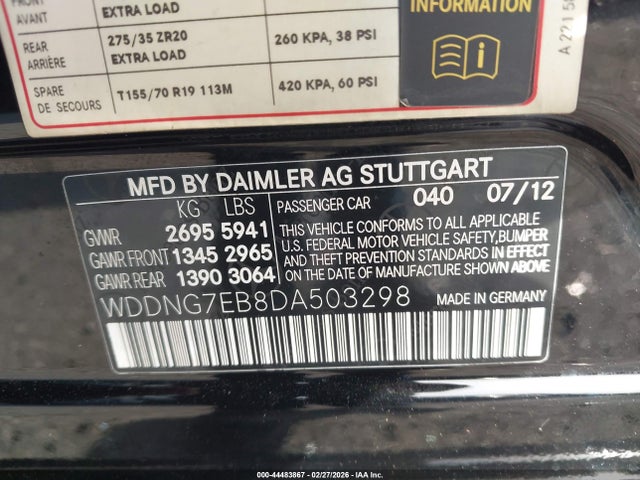 FRONT
AVANT
EXTRA LOAD
REAR
ARRIÈRE
275/35 ZR20
EXTRA LOAD
260 KPA, 38 PSI
SPARE
DE SECOURS
T155/70 R19 113M
420 KPA, 60 PSI
INFORMATION
A 221 58
MFD BY DAIMLER AG STUTTGART
KG LBS
GVWR 2695 5941
GAWR FRONT 1345 2965
GAWR REAR 1390 3064
PASSENGER CAR 040 07/12
THIS VEHICLE CONFORMS TO ALL APPLICABLE
U.S. FEDERAL MOTOR VEHICLE SAFETY, BUMPER
AND THEFT PREVENTION STANDARDS IN EFFECT
ON THE DATE OF MANUFACTURE SHOWN ABOVE
WDDNG7EB8DA503298
MADE IN GERMANY
000-44483867 - 02/27/2026 - IAA Inc.